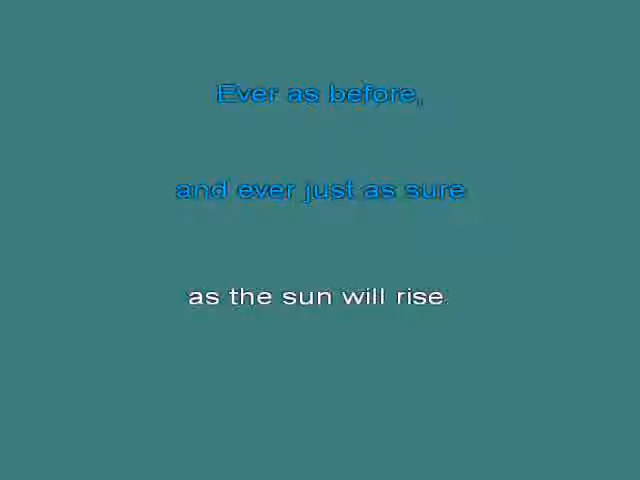 Ever as before,
and ever just as sure
as the sun will rise